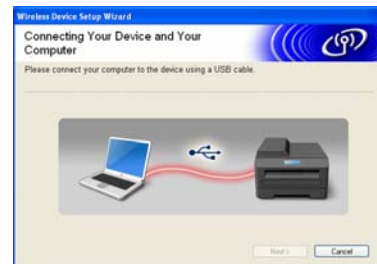 Wireless Device Setup Wizard
Connecting Your Device and Your
Computer
Please connect your computer to the device using a USB cable.
Next >
Cancel